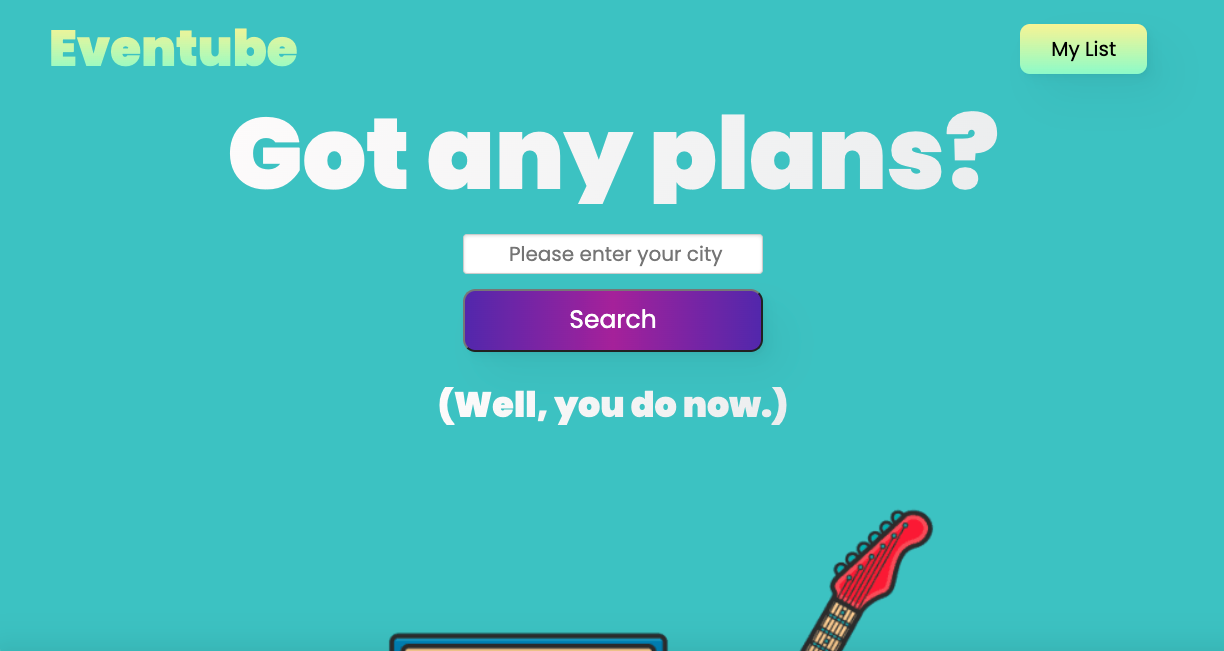 Eventube
My List
Got any plans?
Please enter your city
Search
(Well, you do now.)